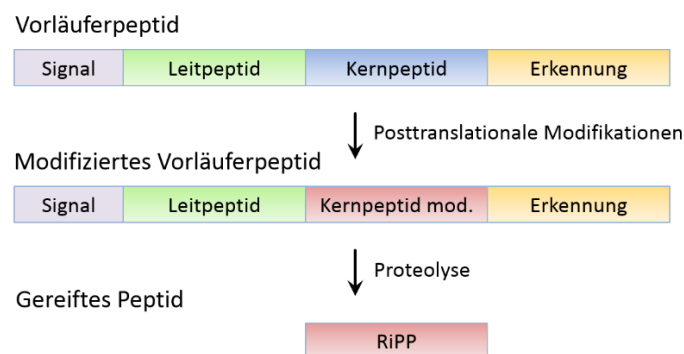 Vorläuferpeptid
Signal Leitpeptid Kernpeptid Erkennung
Posttranslationale Modifikationen
Modifiziertes Vorläuferpeptid
Signal Leitpeptid Kernpeptid mod. Erkennung
Proteolyse
Gereiftes Peptid
RiPP